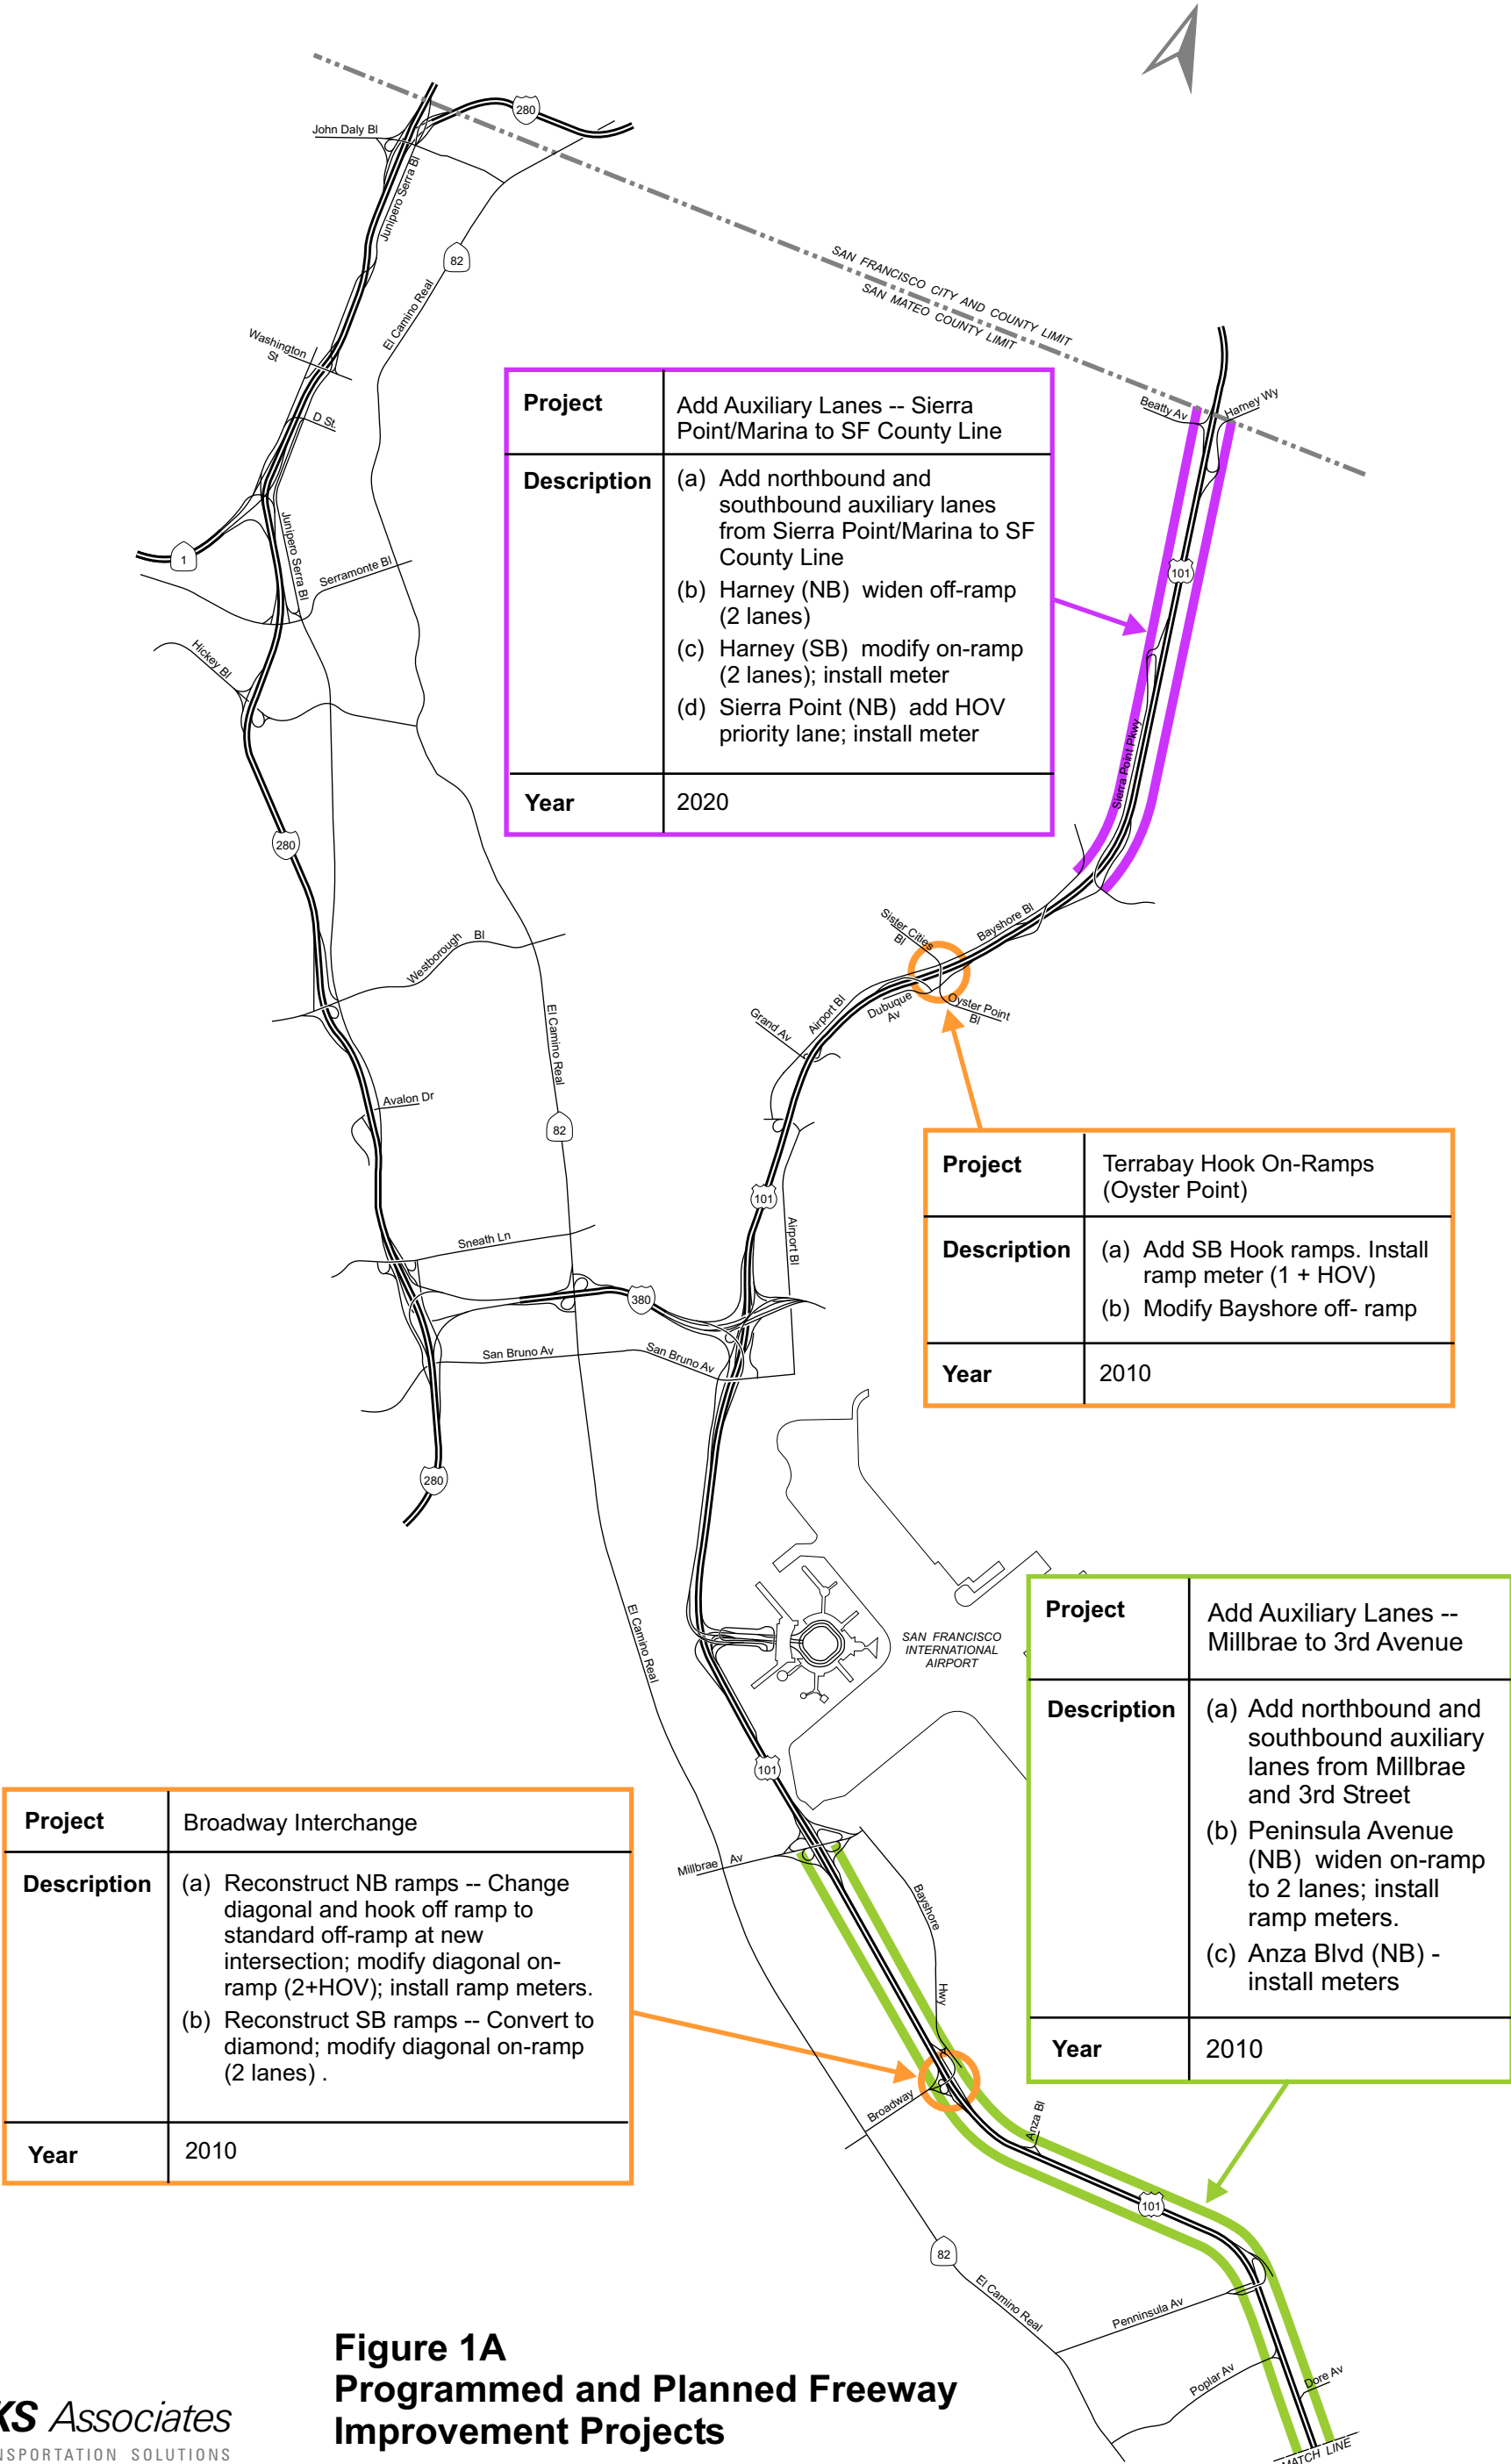 280
John Daly Bl
Junipero Serra Bl
82
El Camino Real
SAN FRANCISCO CITY AND COUNTY LIMIT
SAN MATEO COUNTY LIMIT
Washington
St
D St.
Beatty Av
Harney Wy
Project
Add Auxiliary Lanes -- Sierra
Point/Marina to SF County Line
Description
(a) Add northbound and
southbound auxiliary lanes
from Sierra Point/Marina to SF
County Line
(b) Harney (NB) widen off-ramp
(2 lanes)
(c) Harney (SB) modify on-ramp
(2 lanes); install meter
(d) Sierra Point (NB) add HOV
priority lane; install meter
Year
2020
1
Junipero Serra Bl
Serramonte Bl
101
Hickey Bl
Sierra Point Pkwy
280
Westborough Bl
Sister Cities
Bl
Bayshore Bl
Airport Bl
Dubuque
Av
Oyster Point
Bl
Grand Av
El Camino Real
Avalon Dr
82
101
Airport Bl
Project
Terrabay Hook On-Ramps
(Oyster Point)
Description
(a) Add SB Hook ramps. Install
ramp meter (1 + HOV)
(b) Modify Bayshore off- ramp
Year
2010
Sneath Ln
380
San Bruno Av
San Bruno Av
280
El Camino Real
SAN FRANCISCO
INTERNATIONAL
AIRPORT
Project
Add Auxiliary Lanes --
Millbrae to 3rd Avenue
Description
(a) Add northbound and
southbound auxiliary
lanes from Millbrae
and 3rd Street
(b) Peninsula Avenue
(NB) widen on-ramp
to 2 lanes; install
ramp meters.
(c) Anza Blvd (NB) -
install meters
Year
2010
101
Millbrae Av
Bayshore
Hwy
Project
Broadway Interchange
Description
(a) Reconstruct NB ramps -- Change
diagonal and hook off ramp to
standard off-ramp at new
intersection; modify diagonal on-
ramp (2+HOV); install ramp meters.
(b) Reconstruct SB ramps -- Convert to
diamond; modify diagonal on-ramp
(2 lanes) .
Year
2010
Broadway
Anza Bl
101
82
El Camino Real
Penninsula Av
Poplar Av
Dore Av
MATCH LINE
Figure 1A
Programmed and Planned Freeway
Improvement Projects
KS Associates
NSPORTATION SOLUTIONS